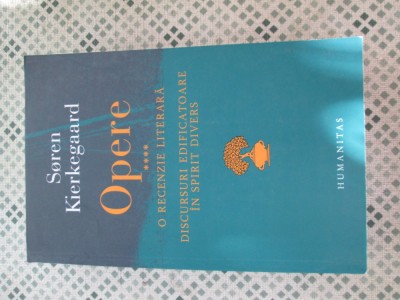 Søren
Kierkegaard
Opere
****
O RECENZIE LITERARĂ
DISCURSURI EDIFICATOARE
ÎN SPIRIT DIVERS
HUMANITAS